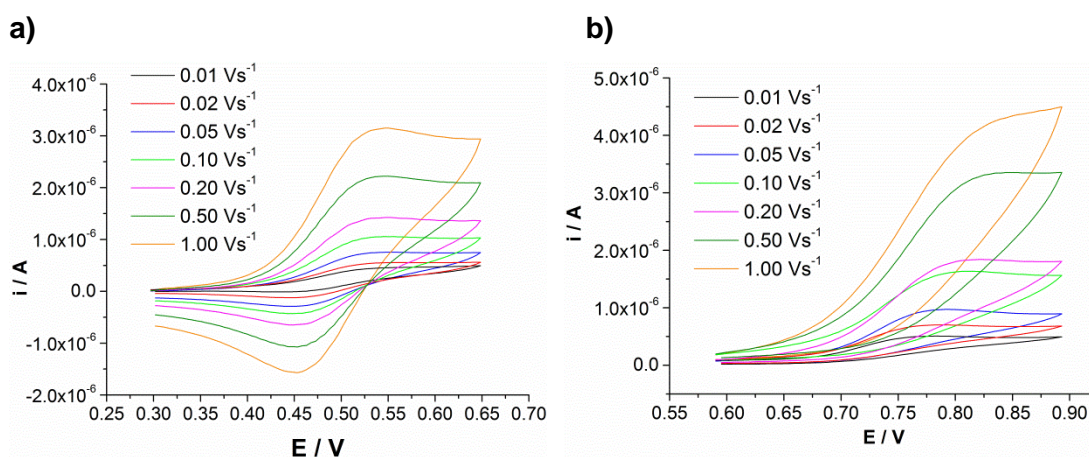 a)
4.0x10⁻⁶
3.0x10⁻⁶
2.0x10⁻⁶
1.0x10⁻⁶
0.0
-1.0x10⁻⁶
-2.0x10⁻⁶
i / A
0.01 Vs⁻¹
0.02 Vs⁻¹
0.05 Vs⁻¹
0.10 Vs⁻¹
0.20 Vs⁻¹
0.50 Vs⁻¹
1.00 Vs⁻¹
0.25 0.30 0.35 0.40 0.45 0.50 0.55 0.60 0.65 0.70
E / V
b)
5.0x10⁻⁶
4.0x10⁻⁶
3.0x10⁻⁶
2.0x10⁻⁶
1.0x10⁻⁶
0.0
i / A
0.01 Vs⁻¹
0.02 Vs⁻¹
0.05 Vs⁻¹
0.10 Vs⁻¹
0.20 Vs⁻¹
0.50 Vs⁻¹
1.00 Vs⁻¹
0.55 0.60 0.65 0.70 0.75 0.80 0.85 0.90
E / V